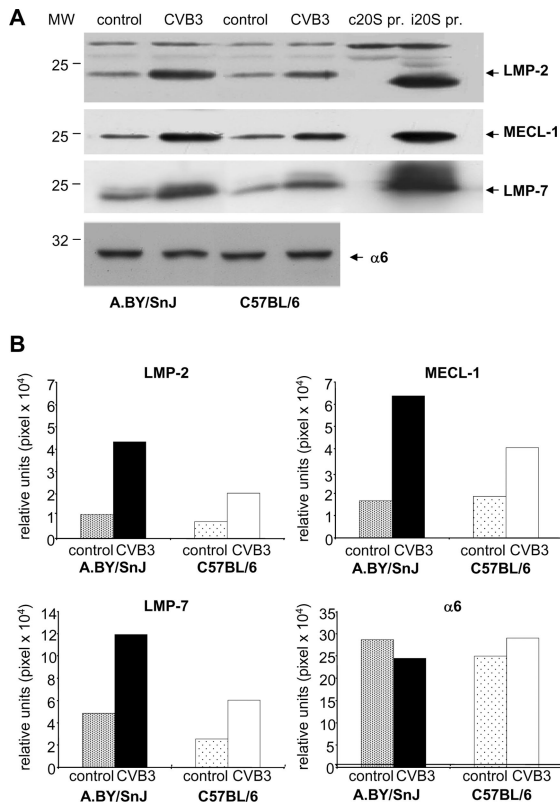 A
MW control CVB3 control CVB3 c20S pr. i20S pr.
25
LMP-2
25
MECL-1
25
LMP-7
32
α6
A.BY/SnJ C57BL/6
B
LMP-2
relative units (pixel x 10⁴)
7
6
5
4
3
2
1
0
control CVB3 control CVB3
A.BY/SnJ C57BL/6
MECL-1
relative units (pixel x 10⁴)
7
6
5
4
3
2
1
0
control CVB3 control CVB3
A.BY/SnJ C57BL/6
LMP-7
relative units (pixel x 10⁴)
14
12
10
8
6
4
2
0
control CVB3 control CVB3
A.BY/SnJ C57BL/6
α6
relative units (pixel x 10⁴)
35
30
25
20
15
10
5
0
control CVB3 control CVB3
A.BY/SnJ C57BL/6